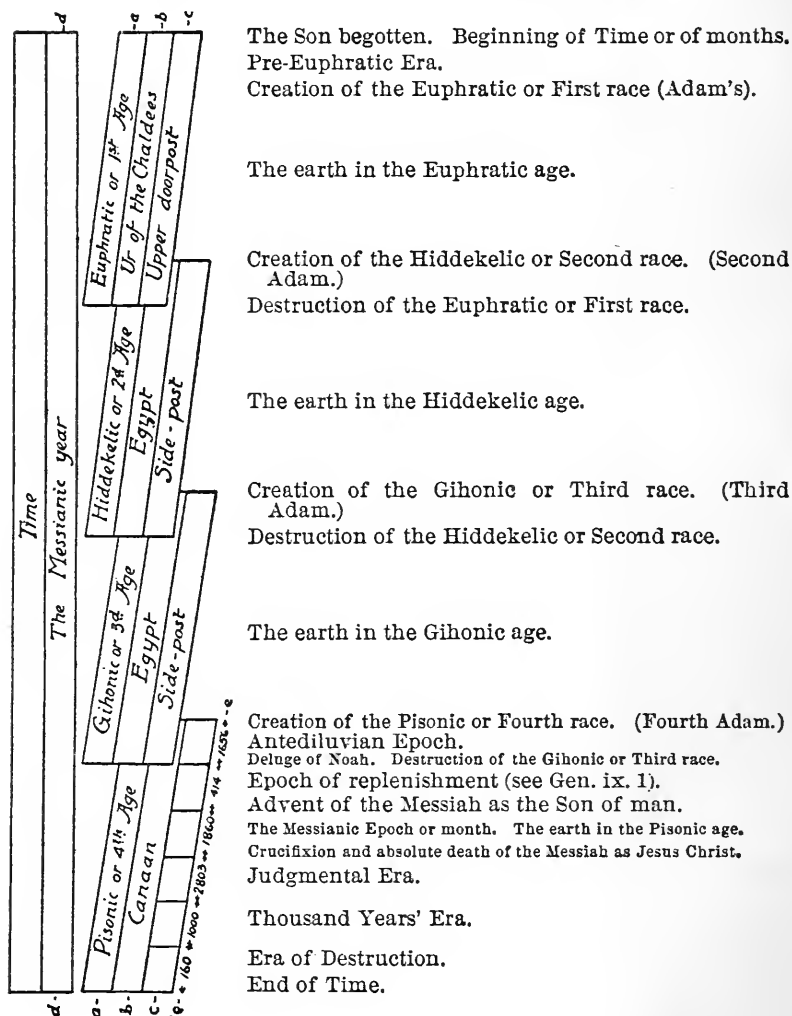 -d
-a
-b
-c
Time
The Messianic year
Euphratic or 1st Age
Ur of the Chaldees
Upper doorpost
Hiddekelic or 2d Age
Egypt
Side-post
Gihonic or 3d Age
Egypt
Side-post
Pisonic or 4th Age
Canaan
160 1000 2803 1860 414 1656 -e
d-
a-
b-
c-
e-
The Son begotten. Beginning of Time or of months.
Pre-Euphratic Era.
Creation of the Euphratic or First race (Adam's).
The earth in the Euphratic age.
Creation of the Hiddekelic or Second race. (Second
Adam.)
Destruction of the Euphratic or First race.
The earth in the Hiddekelic age.
Creation of the Gihonic or Third race. (Third
Adam.)
Destruction of the Hiddekelic or Second race.
The earth in the Gihonic age.
Creation of the Pisonic or Fourth race. (Fourth Adam.)
Antediluvian Epoch.
Deluge of Noah. Destruction of the Gihonic or Third race.
Epoch of replenishment (see Gen. ix. 1).
Advent of the Messiah as the Son of man.
The Messianic Epoch or month. The earth in the Pisonic age.
Crucifixion and absolute death of the Messiah as Jesus Christ.
Judgmental Era.
Thousand Years' Era.
Era of Destruction.
End of Time.